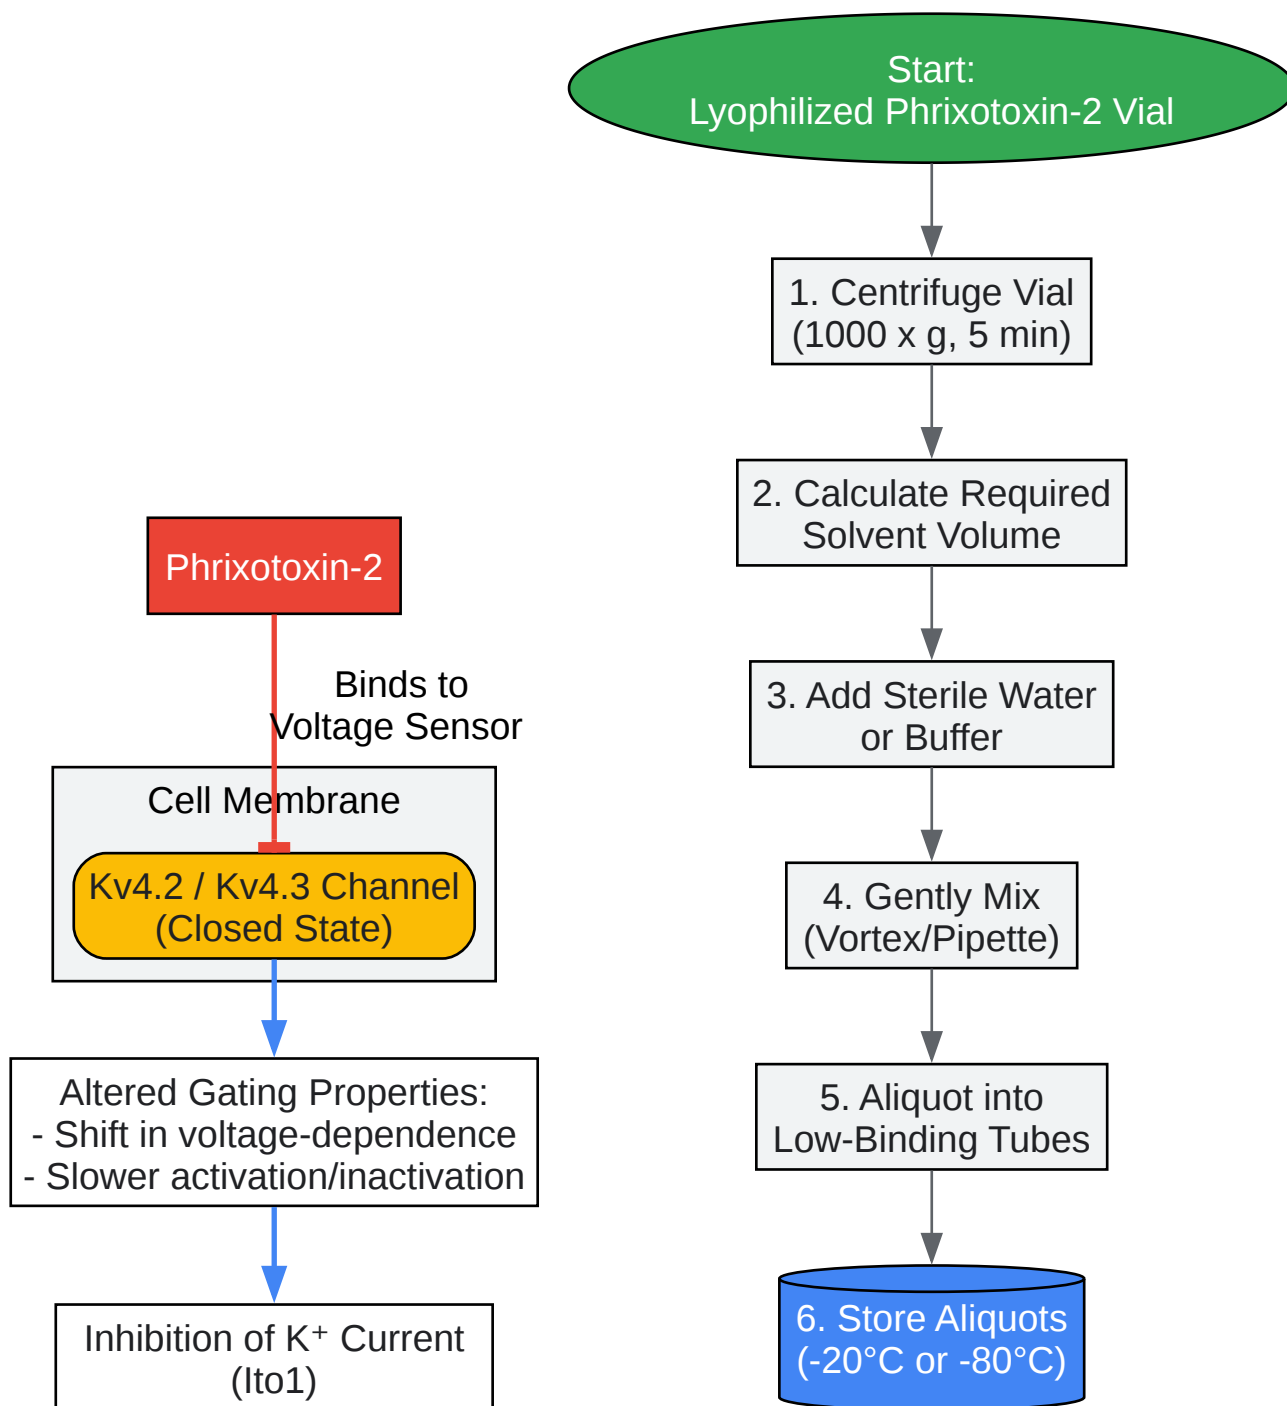 Start:
Lyophilized Phrixotoxin-2 Vial
1. Centrifuge Vial
(1000 x g, 5 min)
2. Calculate Required
Solvent Volume
3. Add Sterile Water
or Buffer
4. Gently Mix
(Vortex/Pipette)
5. Aliquot into
Low-Binding Tubes
6. Store Aliquots
(-20°C or -80°C)
Phrixotoxin-2
Binds to
Voltage Sensor
Cell Membrane
Kv4.2 / Kv4.3 Channel
(Closed State)
Altered Gating Properties:
- Shift in voltage-dependence
- Slower activation/inactivation
Inhibition of K⁺ Current
(Ito1)